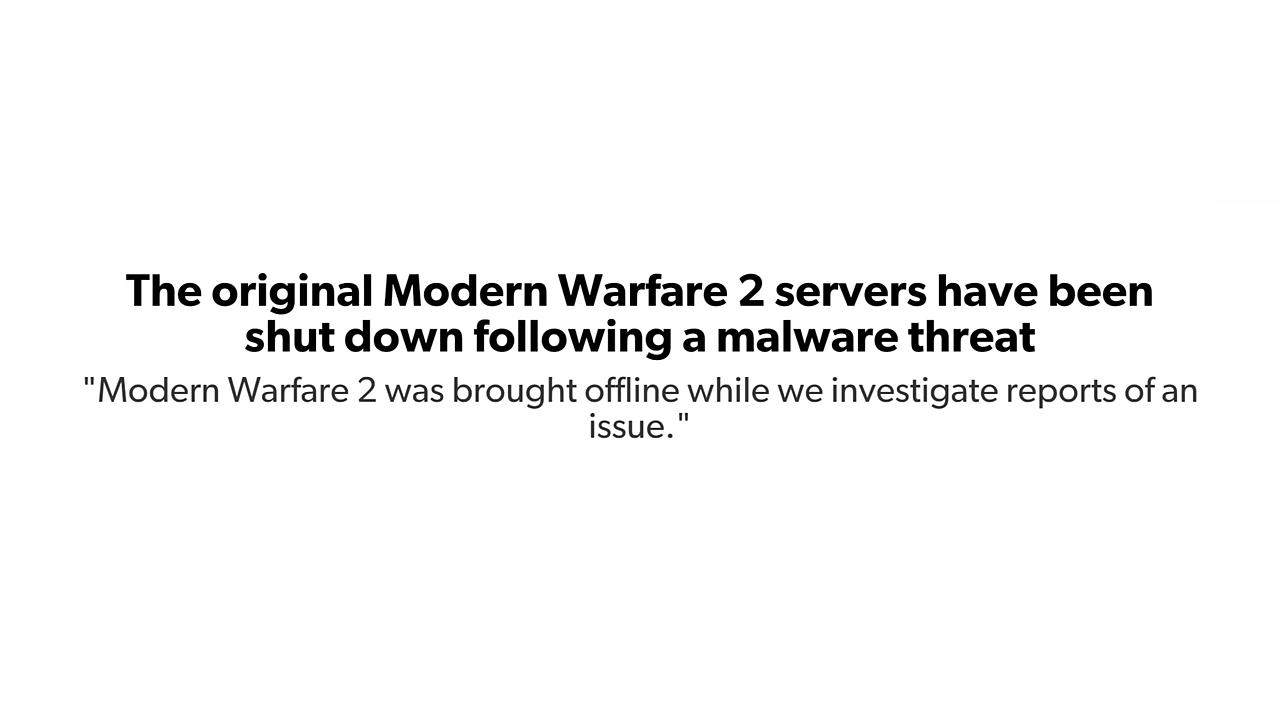 The original Modern Warfare 2 servers have been
shut down following a malware threat
"Modern Warfare 2 was brought offline while we investigate reports of an
issue."